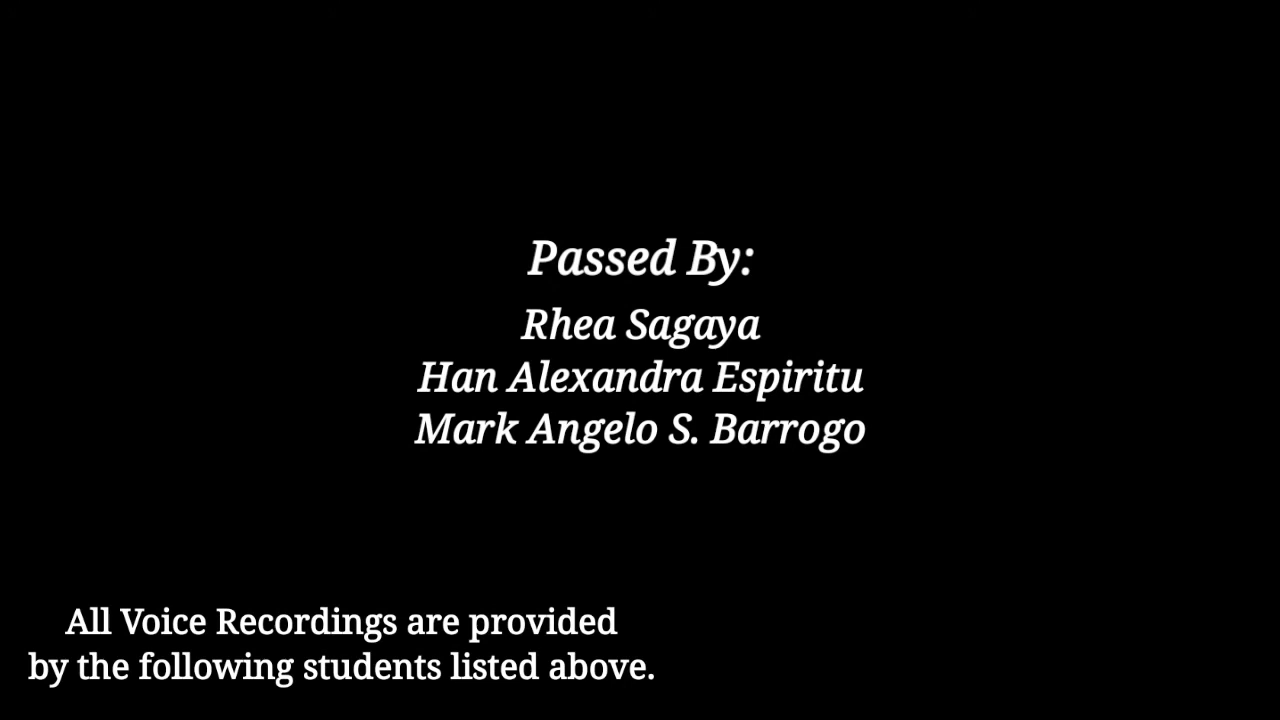 Passed By:
Rhea Sagaya
Han Alexandra Espiritu
Mark Angelo S. Barrogo
All Voice Recordings are provided
by the following students listed above.